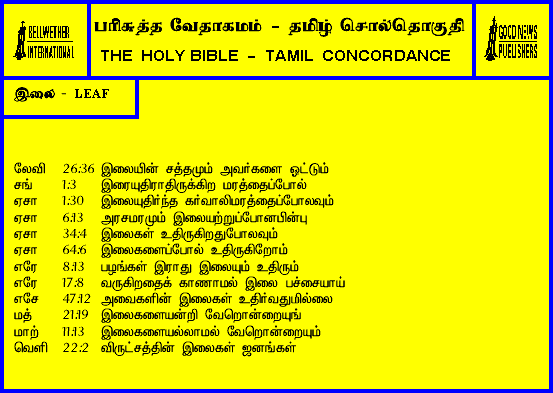 BELLWETHER
INTERNATIONAL
பரிசுத்த வேதாகமம் - தமிழ் சொல்தொகுதி
THE HOLY BIBLE - TAMIL CONCORDANCE
GOOD NEWS
PUBLISHERS
இலை - LEAF
லேவி 26:36 இலையின் சத்தமும் அவர்களை ஓட்டும்
சங் 1:3 இரையுதிராதிருக்கிற மரத்தைப்போல்
ஏசா 1:30 இலையுதிர்ந்த கர்வாலிமரத்தைப்போலவும்
ஏசா 6:13 அரசமரமும் இலையற்றுப்போனபின்பு
ஏசா 34:4 இலைகள் உதிருகிறதுபோலவும்
ஏசா 64:6 இலைகளைப்போல் உதிருகிறோம்
எரே 8:13 பழங்கள் இராது இலையும் உதிரும்
எரே 17:8 வருகிறதைக் காணாமல் இலை பச்சையாய்
எசே 47:12 அவைகளின் இலைகள் உதிர்வதுமில்லை
மத் 21:19 இலைகளையன்றி வேறொன்றையுங்
மாற் 11:13 இலைகளையல்லாமல் வேறொன்றையும்
வெளி 22:2 விருட்சத்தின் இலைகள் ஜனங்கள்